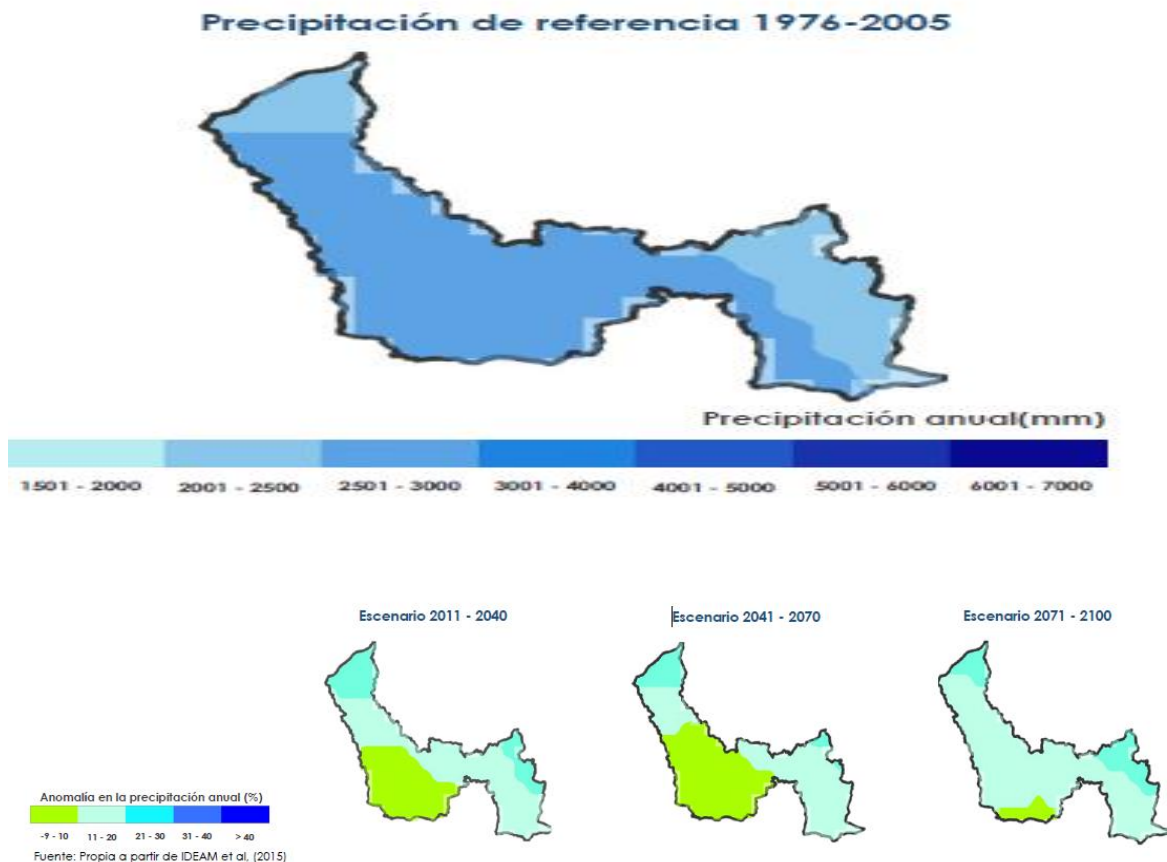 Precipitación de referencia 1976-2005
Precipitación anual(mm)
1501 - 2000 2001 - 2500 2501 - 3000 3001 - 4000 4001 - 5000 5001 - 6000 6001 - 7000
Escenario 2011 - 2040 Escenario 2041 - 2070 Escenario 2071 - 2100
Anomalía en la precipitación anual (%)
-9 - 10 11 - 20 21 - 30 31 - 40 > 40
Fuente: Propia a partir de IDEAM et al, (2015)